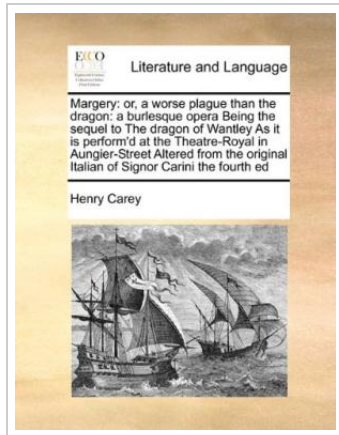 ECCO
Literature and Language
Margery: or, a worse plague than the
dragon: a burlesque opera Being the
sequel to The dragon of Wantley As it
is perform'd at the Theatre-Royal in
Aungier-Street Altered from the original
Italian of Signor Carini the fourth ed
Henry Carey